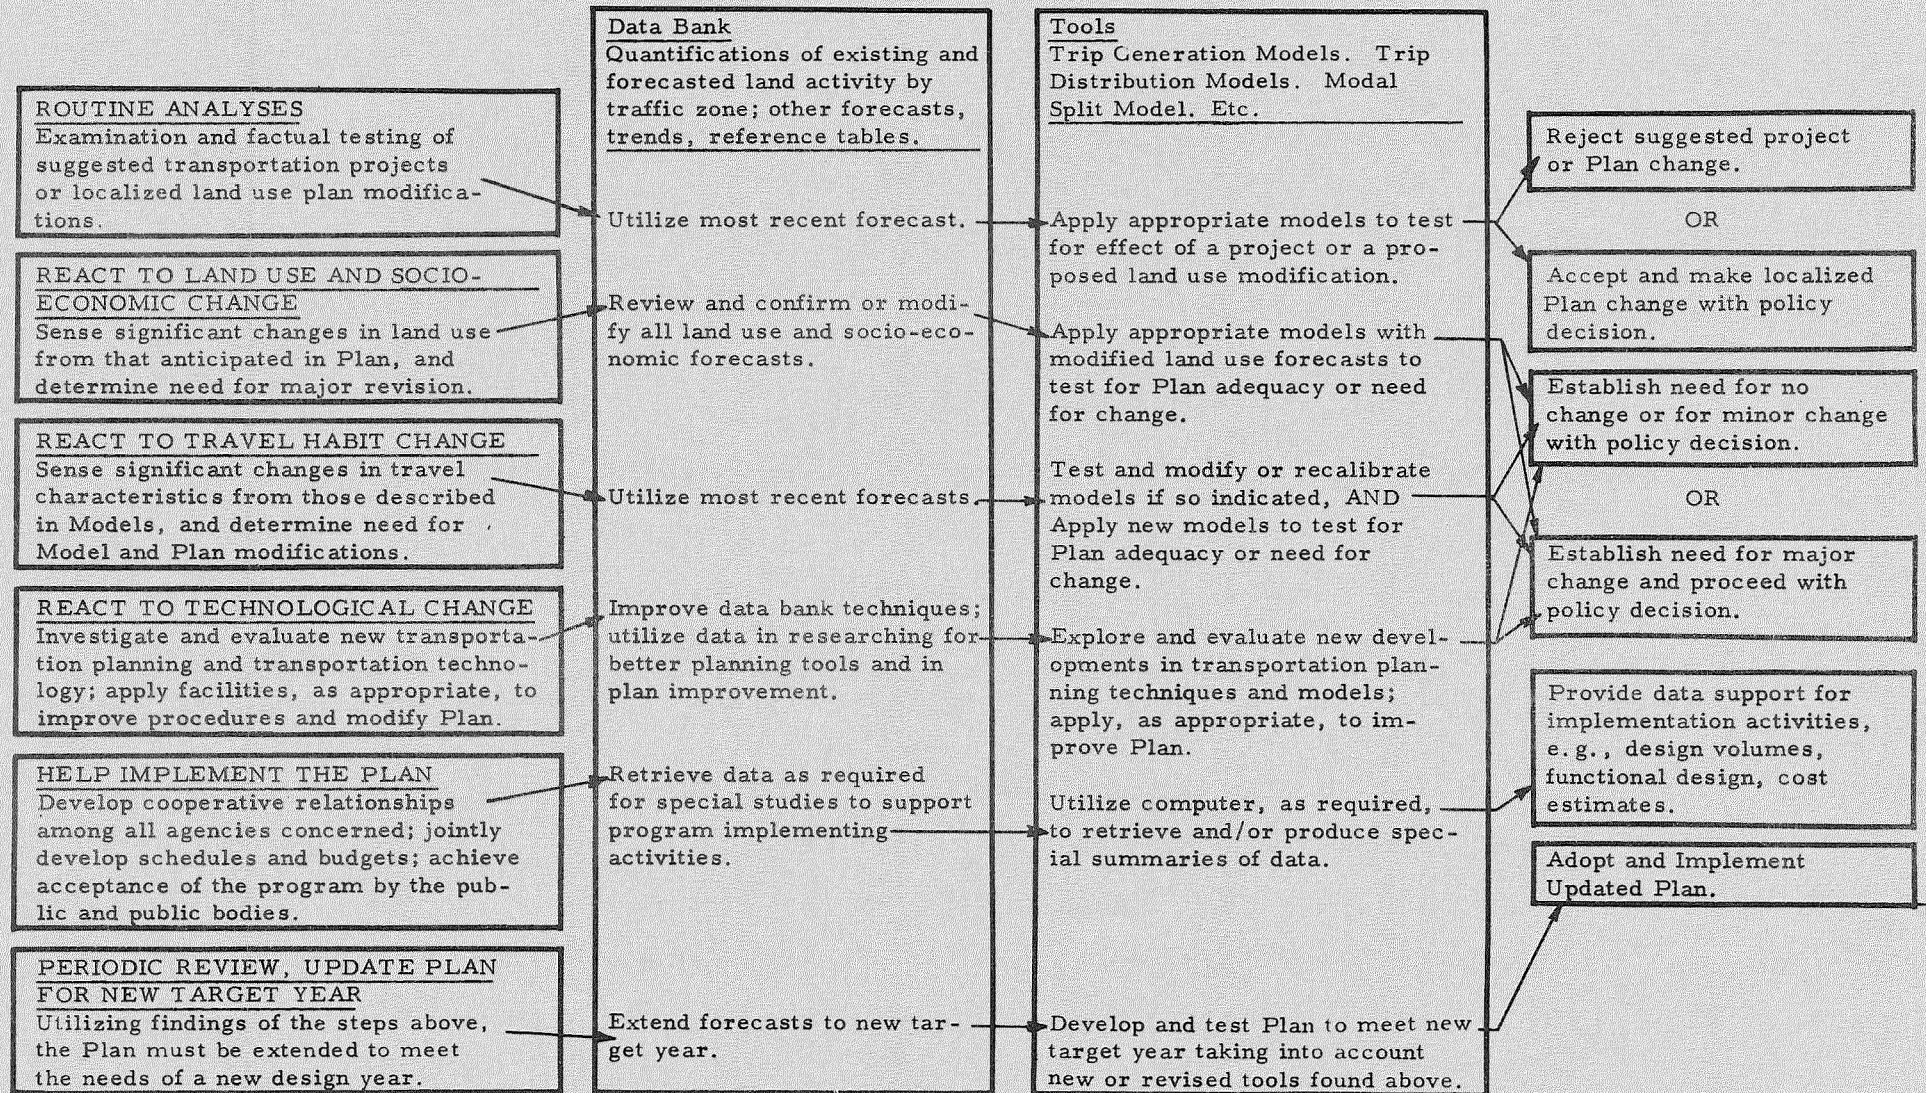 ROUTINE ANALYSES
Examination and factual testing of
suggested transportation projects
or localized land use plan modifica-
tions.
REACT TO LAND USE AND SOCIO-
ECONOMIC CHANGE
Sense significant changes in land use
from that anticipated in Plan, and
determine need for major revision.
REACT TO TRAVEL HABIT CHANGE
Sense significant changes in travel
characteristics from those described
in Models, and determine need for
Model and Plan modifications.
REACT TO TECHNOLOGICAL CHANGE
Investigate and evaluate new transporta-
tion planning and transportation techno-
logy; apply facilities, as appropriate, to
improve procedures and modify Plan.
HELP IMPLEMENT THE PLAN
Develop cooperative relationships
among all agencies concerned; jointly
develop schedules and budgets; achieve
acceptance of the program by the pub-
lic and public bodies.
PERIODIC REVIEW, UPDATE PLAN
FOR NEW TARGET YEAR
Utilizing findings of the steps above,
the Plan must be extended to meet
the needs of a new design year.
Data Bank
Quantifications of existing and
forecasted land activity by
traffic zone; other forecasts,
trends, reference tables.
Utilize most recent forecast.
Review and confirm or modi-
fy all land use and socio-eco-
nomic forecasts.
Utilize most recent forecasts.
Improve data bank techniques;
utilize data in researching for
better planning tools and in
plan improvement.
Retrieve data as required
for special studies to support
program implementing
activities.
Extend forecasts to new tar-
get year.
Tools
Trip Generation Models. Trip
Distribution Models. Modal
Split Model. Etc.
Apply appropriate models to test
for effect of a project or a pro-
posed land use modification.
Apply appropriate models with
modified land use forecasts to
test for Plan adequacy or need
for change.
Test and modify or recalibrate
models if so indicated, AND
Apply new models to test for
Plan adequacy or need for
change.
Explore and evaluate new devel-
opments in transportation plan-
ning techniques and models;
apply, as appropriate, to im-
prove Plan.
Utilize computer, as required,
to retrieve and/or produce spec-
ial summaries of data.
Develop and test Plan to meet new
target year taking into account
new or revised tools found above.
Reject suggested project
or Plan change.
OR
Accept and make localized
Plan change with policy
decision.
Establish need for no
change or for minor change
with policy decision.
OR
Establish need for major
change and proceed with
policy decision.
Provide data support for
implementation activities,
e.g., design volumes,
functional design, cost
estimates.
Adopt and Implement
Updated Plan.